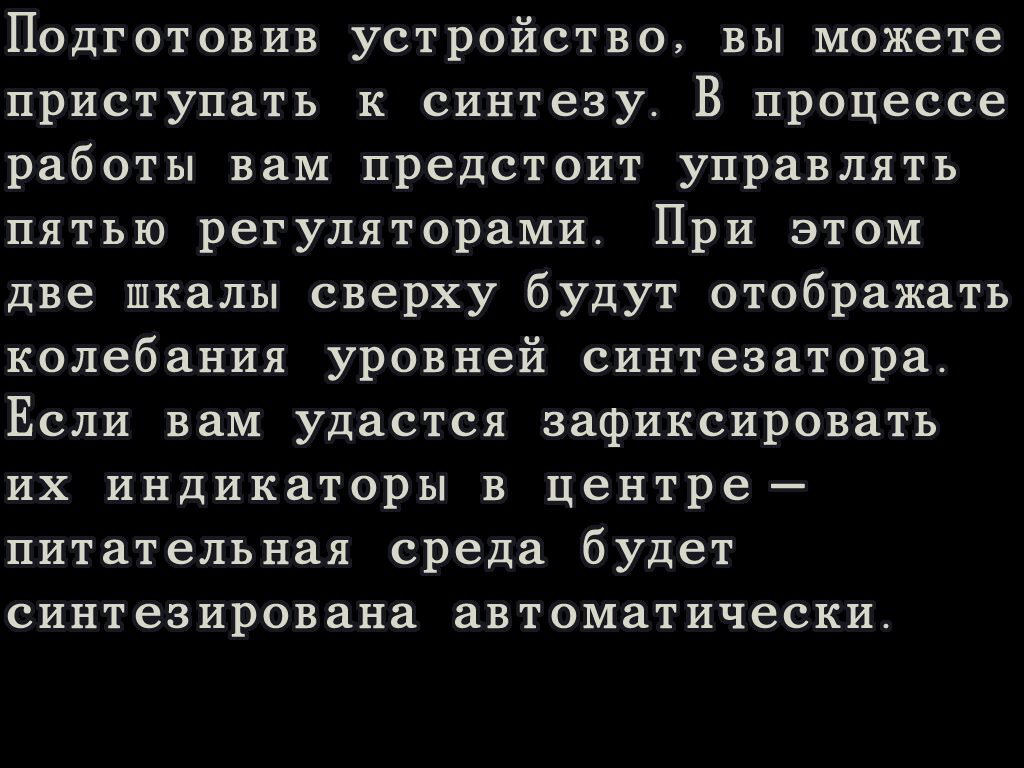 Подготовив устройство, вы можете
приступать к синтезу. В процессе
работы вам предстоит управлять
пятью регуляторами. При этом
две шкалы сверху будут отображать
колебания уровней синтезатора.
Если вам удастся зафиксировать
их индикаторы в центре —
питательная среда будет
синтезирована автоматически.